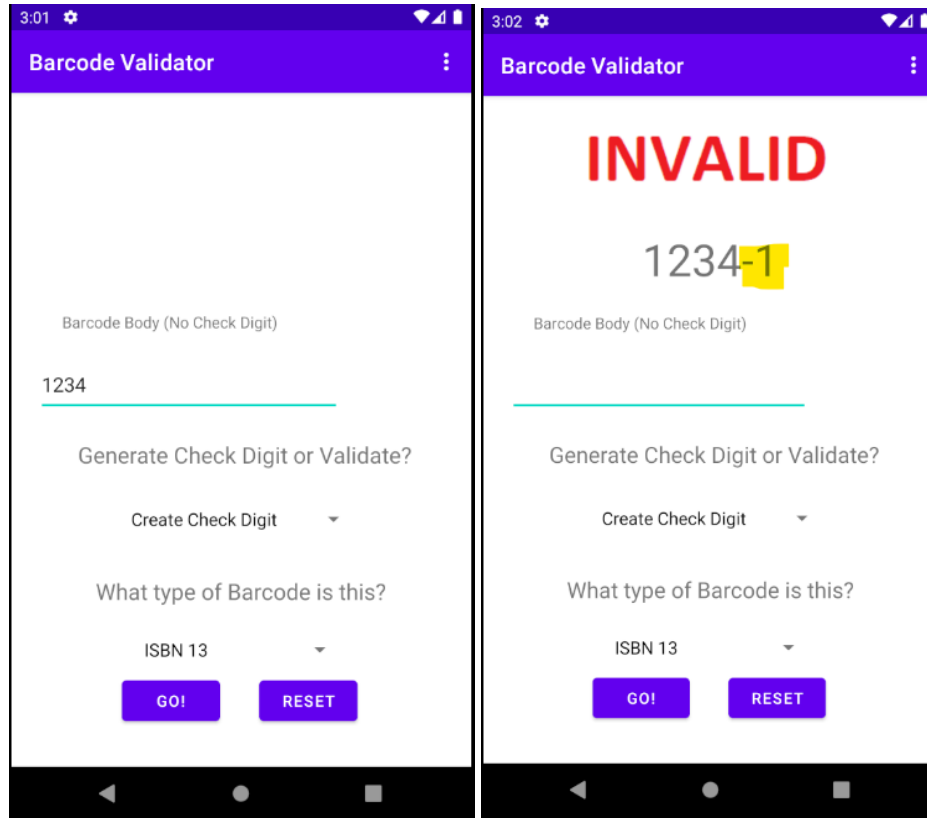 3:01
Barcode Validator
Barcode Body (No Check Digit)
1234
Generate Check Digit or Validate?
Create Check Digit
What type of Barcode is this?
ISBN 13
GO! RESET
3:02
Barcode Validator
INVALID
1234-1
Barcode Body (No Check Digit)
Generate Check Digit or Validate?
Create Check Digit
What type of Barcode is this?
ISBN 13
GO! RESET